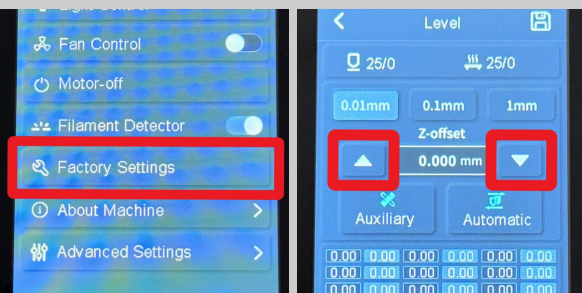 Light Control
Fan Control
Motor-off
Filament Detector
Factory Settings
About Machine
Advanced Settings
Level
25/0 25/0
0.01mm 0.1mm 1mm
Z-offset
0.000 mm
Auxiliary Automatic
0.00 0.00 0.00 0.00 0.00 0.00
0.00 0.00 0.00 0.00 0.00 0.00
0.00 0.00 0.00 0.00 0.00 0.00